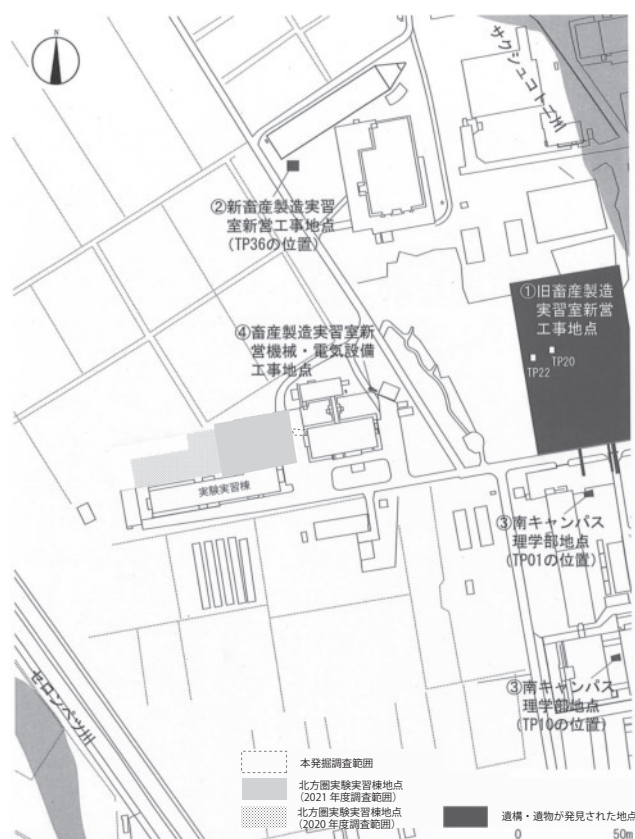 N
サクシュコトニ川
②新畜産製造実習
室新営工事地点
(TP36の位置)
①旧畜産製造
実習室新営
工事地点
TP20
TP22
④畜産製造実習室新
営機械・電気設備
工事地点
実験実習棟
③南キャンパス
理学部地点
(TP01の位置)
③南キャンパス
理学部地点
(TP10の位置)
セロンペツ川
本発掘調査範囲
北方圏実験実習棟地点
(2021年度調査範囲)
北方圏実験実習棟地点
(2020年度調査範囲)
遺構・遺物が発見された地点
0 50m